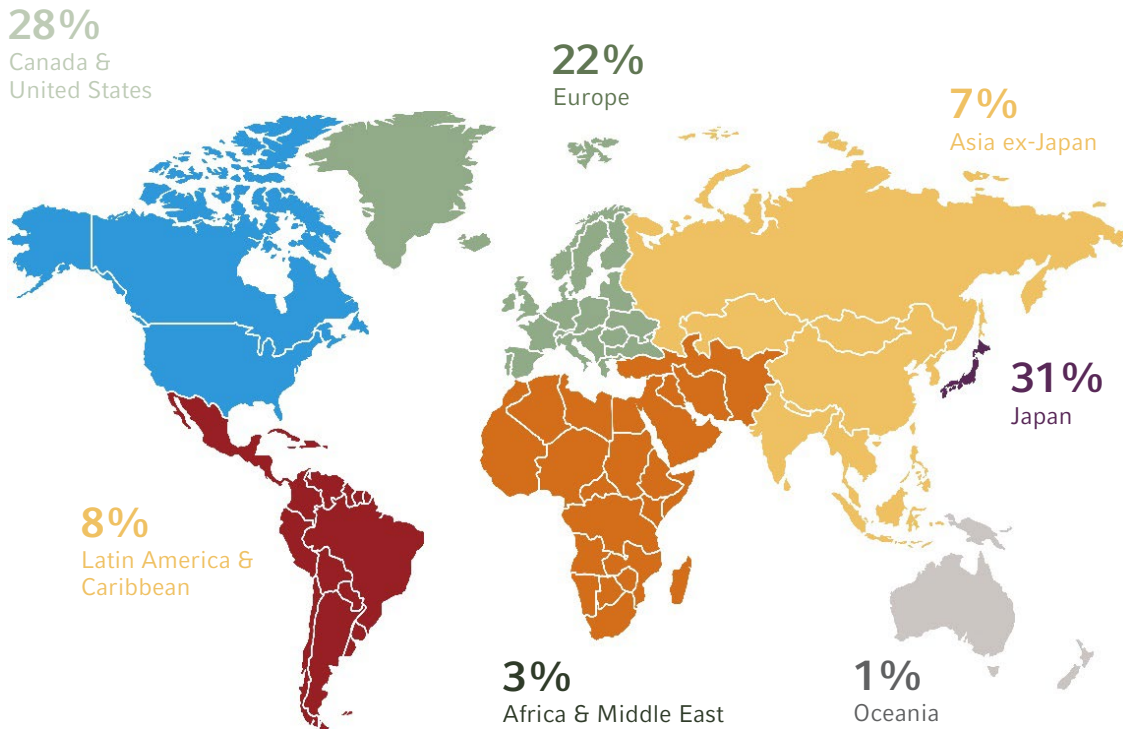 28%
Canada &
United States
22%
Europe
7%
Asia ex-Japan
31%
Japan
8%
Latin America &
Caribbean
3%
Africa & Middle East
1%
Oceania